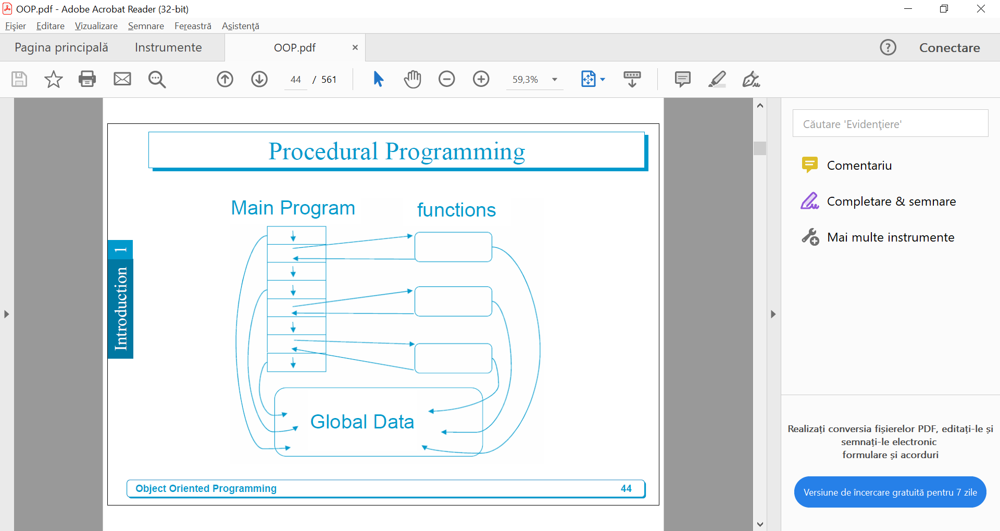 OOP.pdf - Adobe Acrobat Reader (32-bit)
Fişier Editare Vizualizare Semnare Fereastră Asistenţă
Pagina principală Instrumente OOP.pdf Conectare
44 / 561 59,3%
Căutare 'Evidenţiere'
Comentariu
Completare & semnare
Mai multe instrumente
Realizați conversia fișierelor PDF, editați-le și
semnați-le electronic
formulare și acorduri
Versiune de încercare gratuită pentru 7 zile
Procedural Programming
Main Program functions
Introduction 1
Global Data
Object Oriented Programming 44